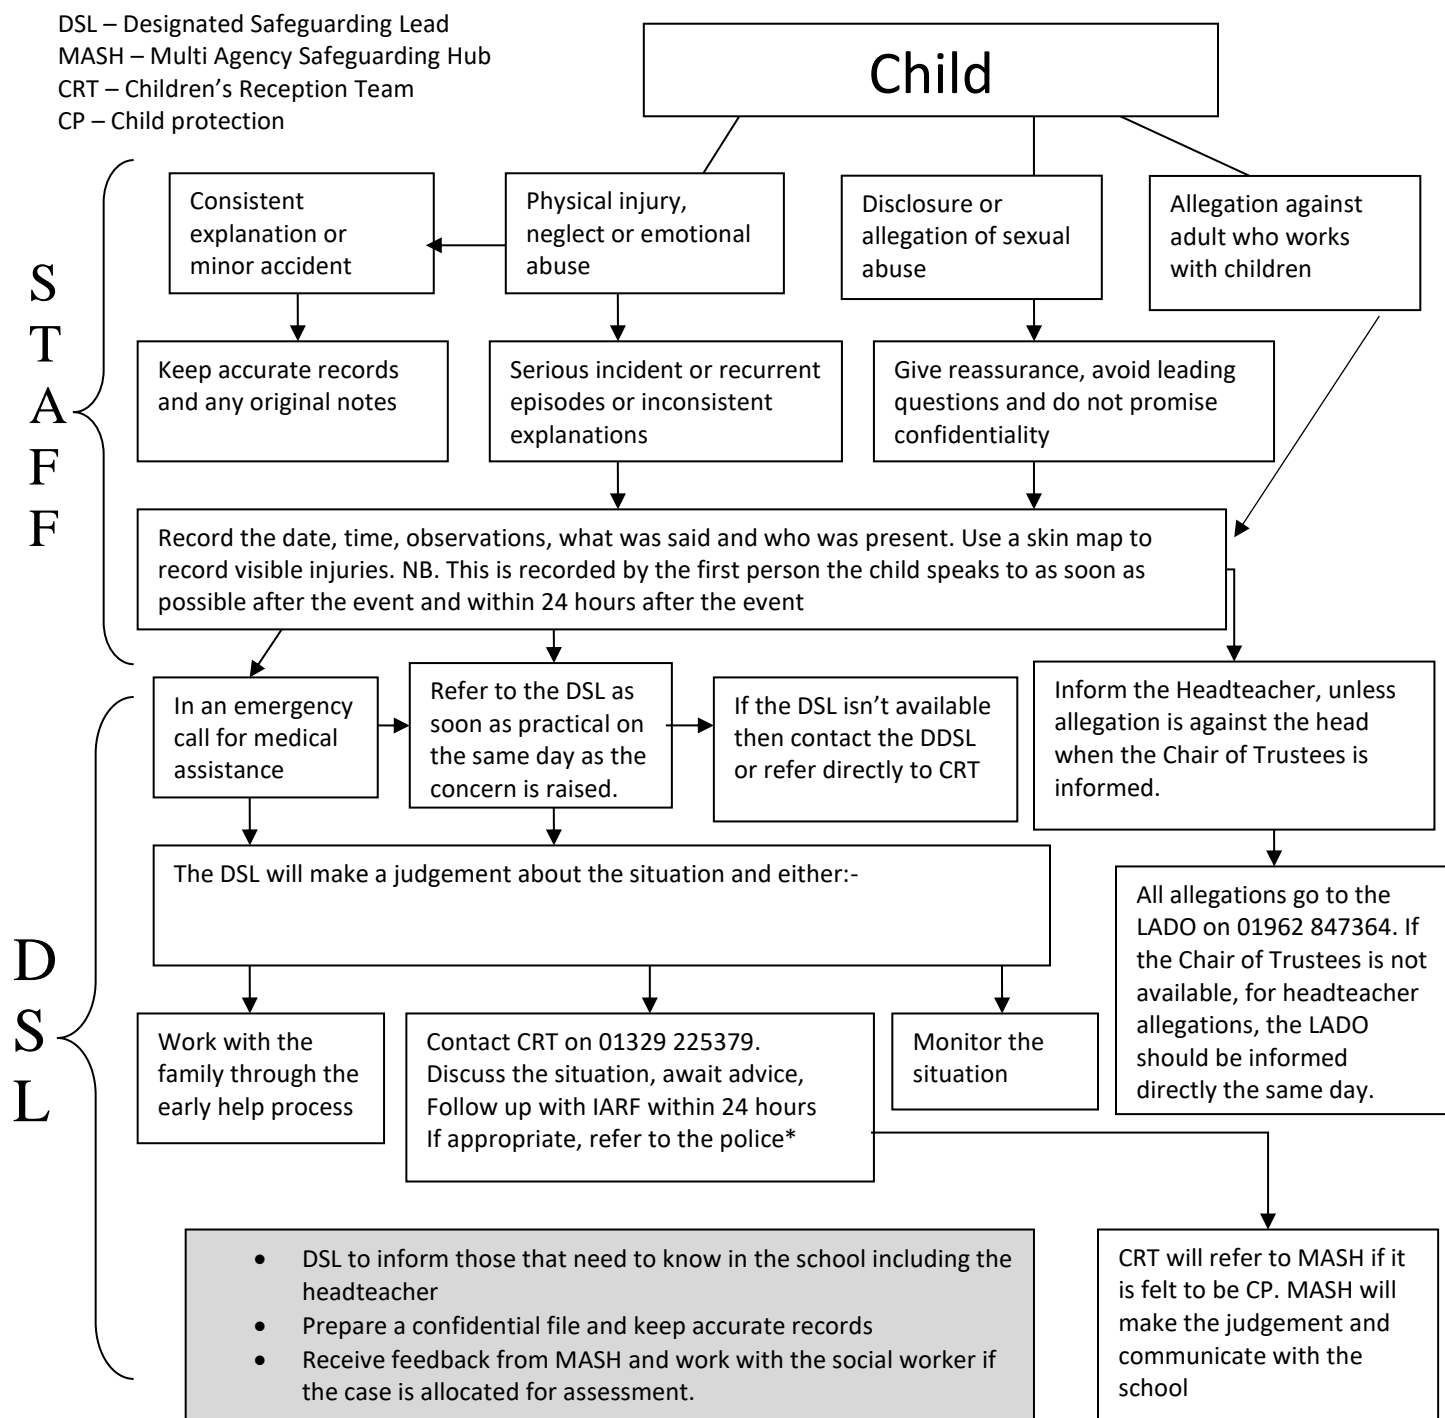 DSL – Designated Safeguarding Lead
MASH – Multi Agency Safeguarding Hub
CRT – Children's Reception Team
CP – Child protection
Child
S
T
A
F
F
Consistent
explanation or
minor accident
Physical injury,
neglect or emotional
abuse
Disclosure or
allegation of sexual
abuse
Allegation against
adult who works
with children
Keep accurate records
and any original notes
Serious incident or recurrent
episodes or inconsistent
explanations
Give reassurance, avoid leading
questions and do not promise
confidentiality
Record the date, time, observations, what was said and who was present. Use a skin map to
record visible injuries. NB. This is recorded by the first person the child speaks to as soon as
possible after the event and within 24 hours after the event
D
S
L
In an emergency
call for medical
assistance
Refer to the DSL as
soon as practical on
the same day as the
concern is raised.
If the DSL isn't available
then contact the DDSL
or refer directly to CRT
Inform the Headteacher, unless
allegation is against the head
when the Chair of Trustees is
informed.
The DSL will make a judgement about the situation and either:-
All allegations go to the
LADO on 01962 847364. If
the Chair of Trustees is not
available, for headteacher
allegations, the LADO
should be informed
directly the same day.
Work with the
family through the
early help process
Contact CRT on 01329 225379.
Discuss the situation, await advice,
Follow up with IARF within 24 hours
If appropriate, refer to the police*
Monitor the
situation
• DSL to inform those that need to know in the school including the
headteacher
• Prepare a confidential file and keep accurate records
• Receive feedback from MASH and work with the social worker if
the case is allocated for assessment.
CRT will refer to MASH if it
is felt to be CP. MASH will
make the judgement and
communicate with the
school